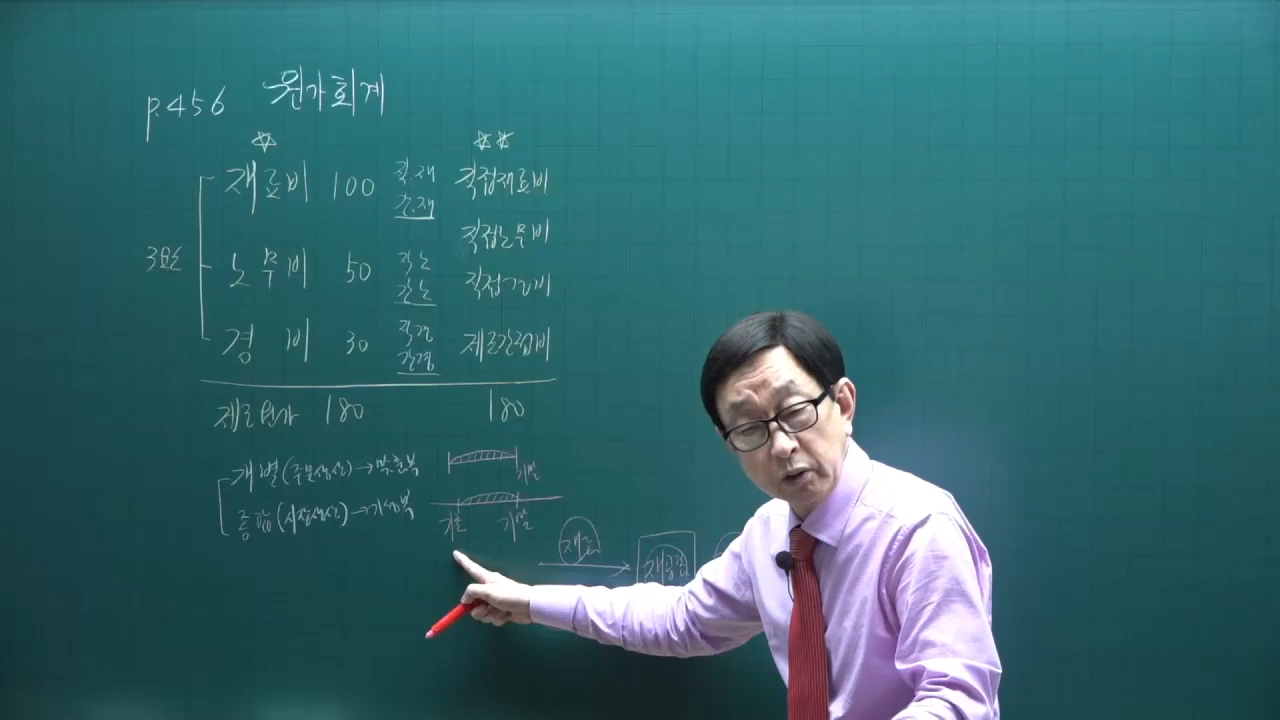 p.456 원가회계
재료비 100 직재 직접재료비
간.재
직접노무비
3요소 노무비 50 직노 직접경비
간노
경비 30 직경 제조간접비
간경
제조원가 180 180
개별(주문생산)→맞춤복 기말
종합(시장생산)→기성복 기초 기말
재료 재공품